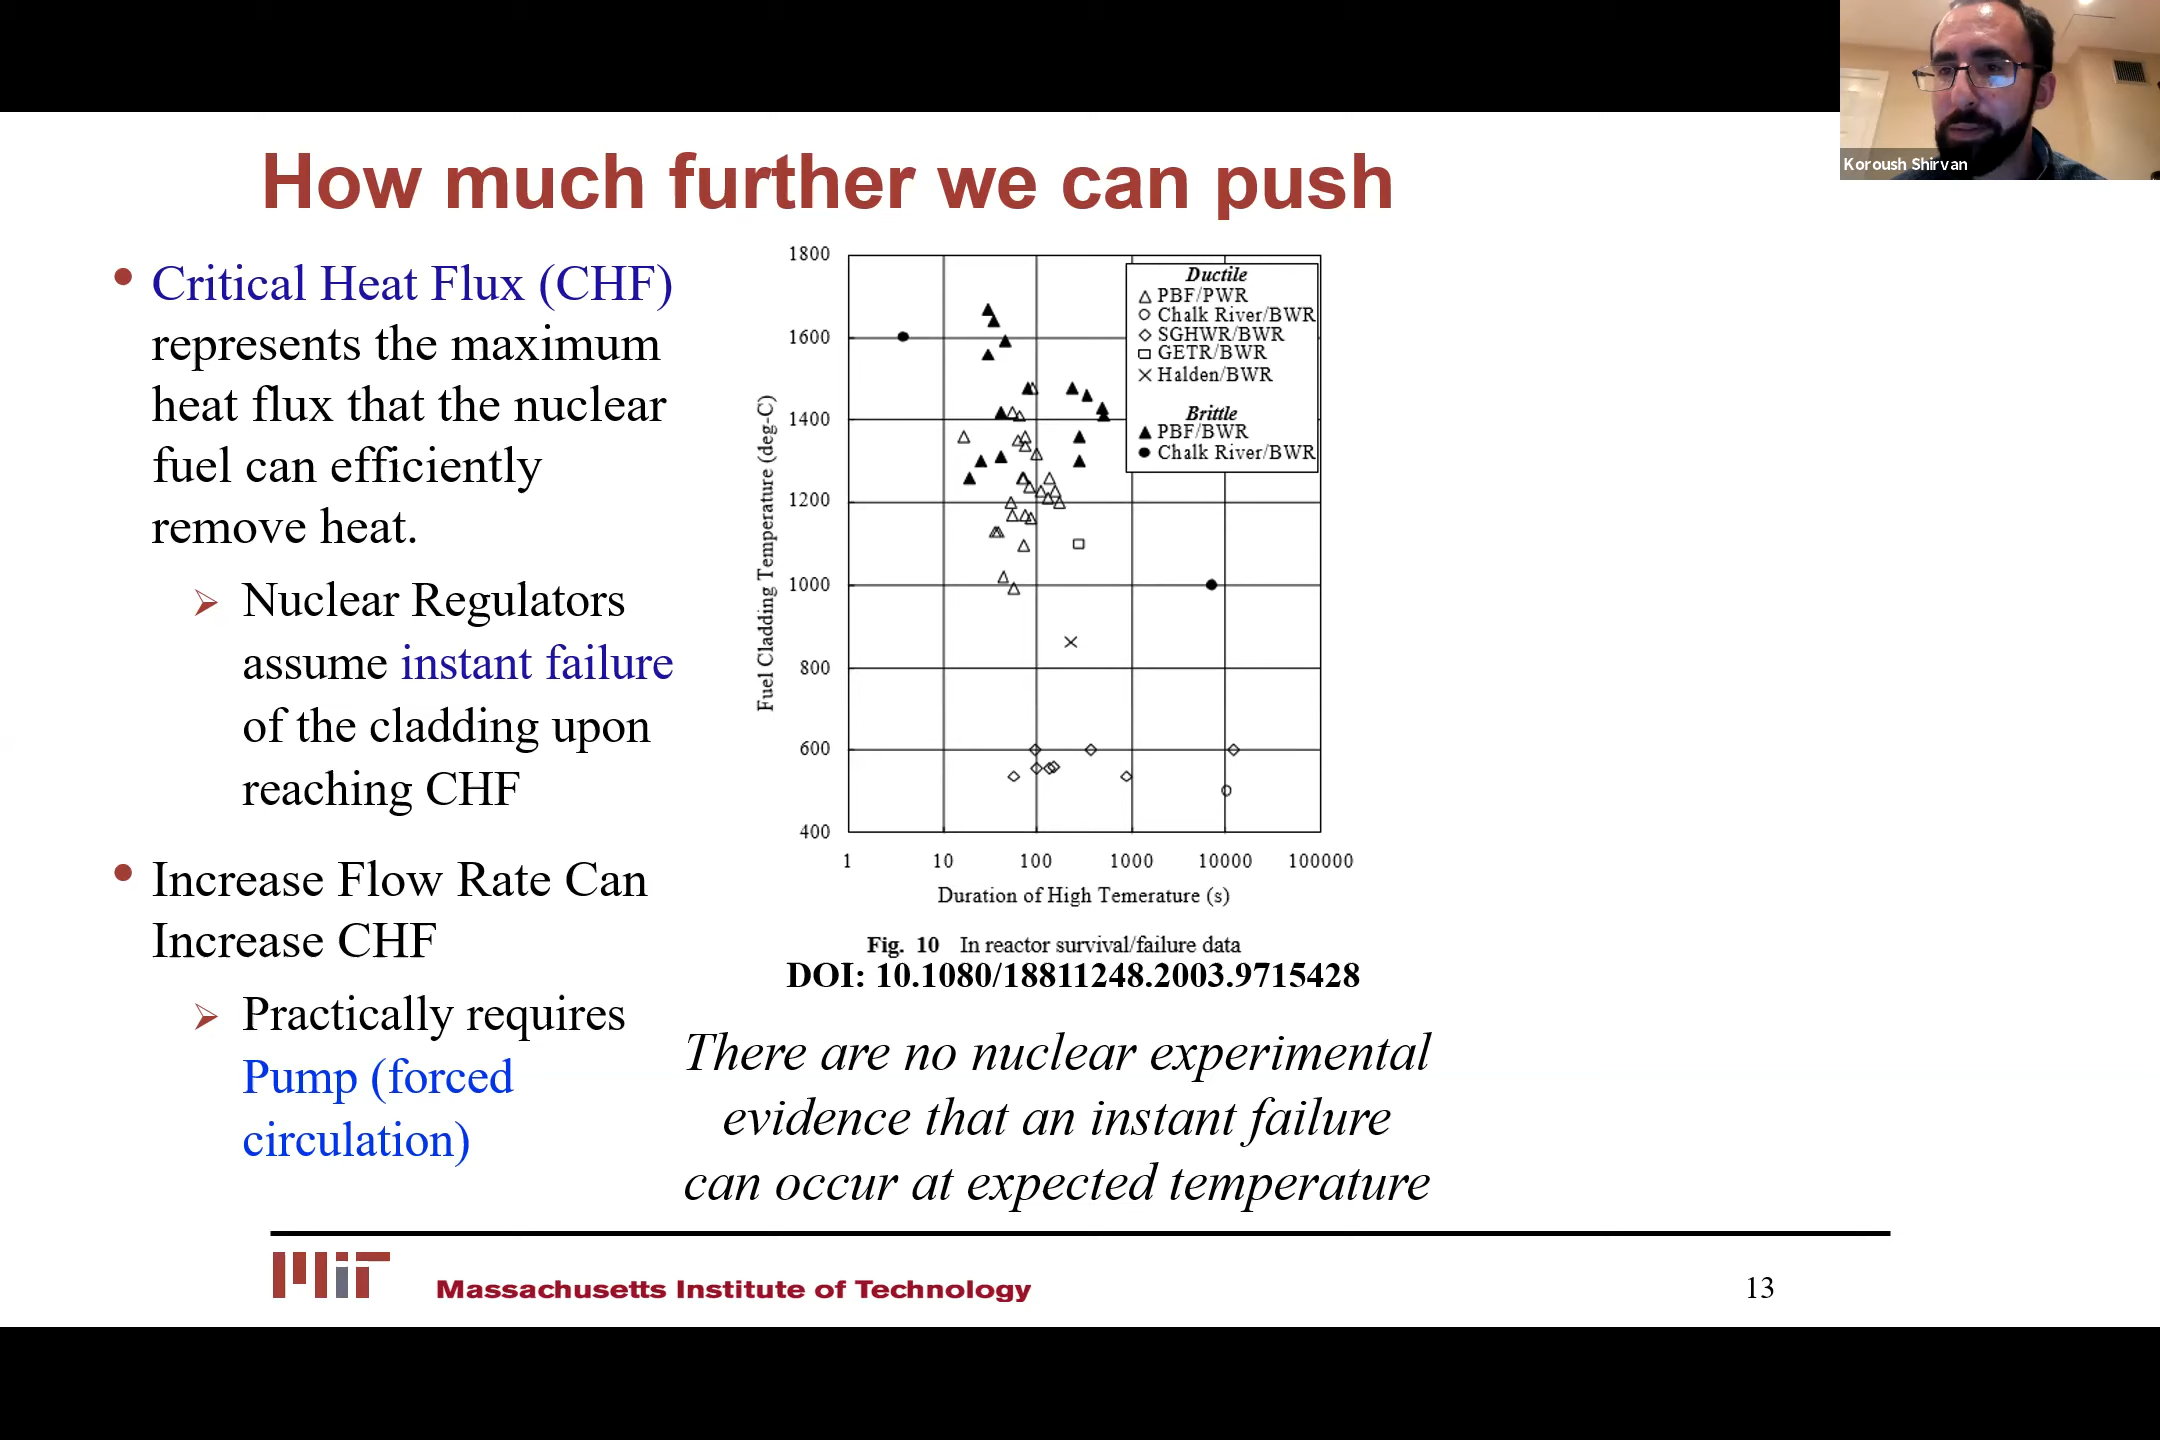 Koroush Shirvan
How much further we can push
• Critical Heat Flux (CHF)
represents the maximum
heat flux that the nuclear
fuel can efficiently
remove heat.
➢ Nuclear Regulators
assume instant failure
of the cladding upon
reaching CHF
• Increase Flow Rate Can
Increase CHF
➢ Practically requires
Pump (forced
circulation)
1800
1600
1400
1200
1000
800
600
400
Fuel Cladding Temperature (deg-C)
Ductile
△ PBF/PWR
○ Chalk River/BWR
◇ SGHWR/BWR
□ GETR/BWR
× Halden/BWR
Brittle
▲ PBF/BWR
● Chalk River/BWR
1 10 100 1000 10000 100000
Duration of High Temerature (s)
Fig. 10 In reactor survival/failure data
DOI: 10.1080/18811248.2003.9715428
There are no nuclear experimental
evidence that an instant failure
can occur at expected temperature
MIT Massachusetts Institute of Technology
13